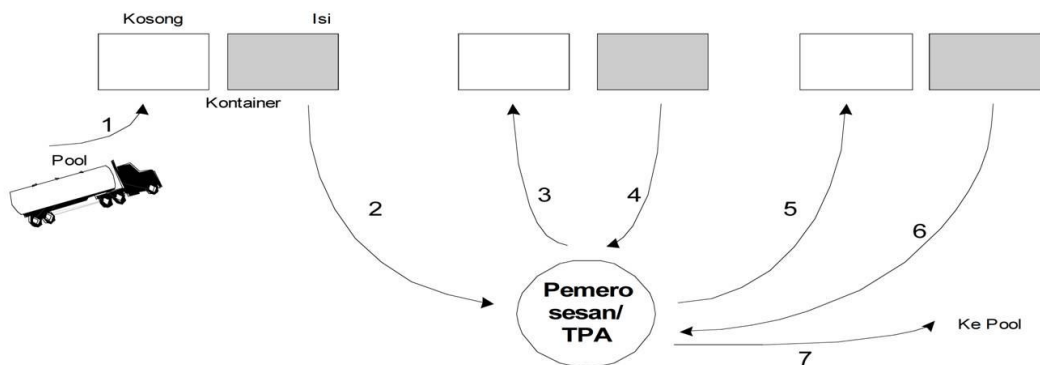 Kosong
Isi
Kontainer
1
Pool
2
3
4
5
6
Pemero
sesan/
TPA
Ke Pool
7